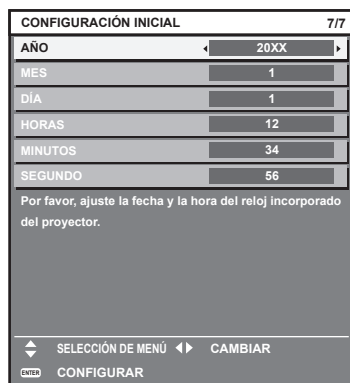 CONFIGURACIÓN INICIAL 7/7
AÑO 20XX
MES 1
DÍA 1
HORAS 12
MINUTOS 34
SEGUNDO 56
Por favor, ajuste la fecha y la hora del reloj incorporado
del proyector.
SELECCIÓN DE MENÚ CAMBIAR
ENTER CONFIGURAR